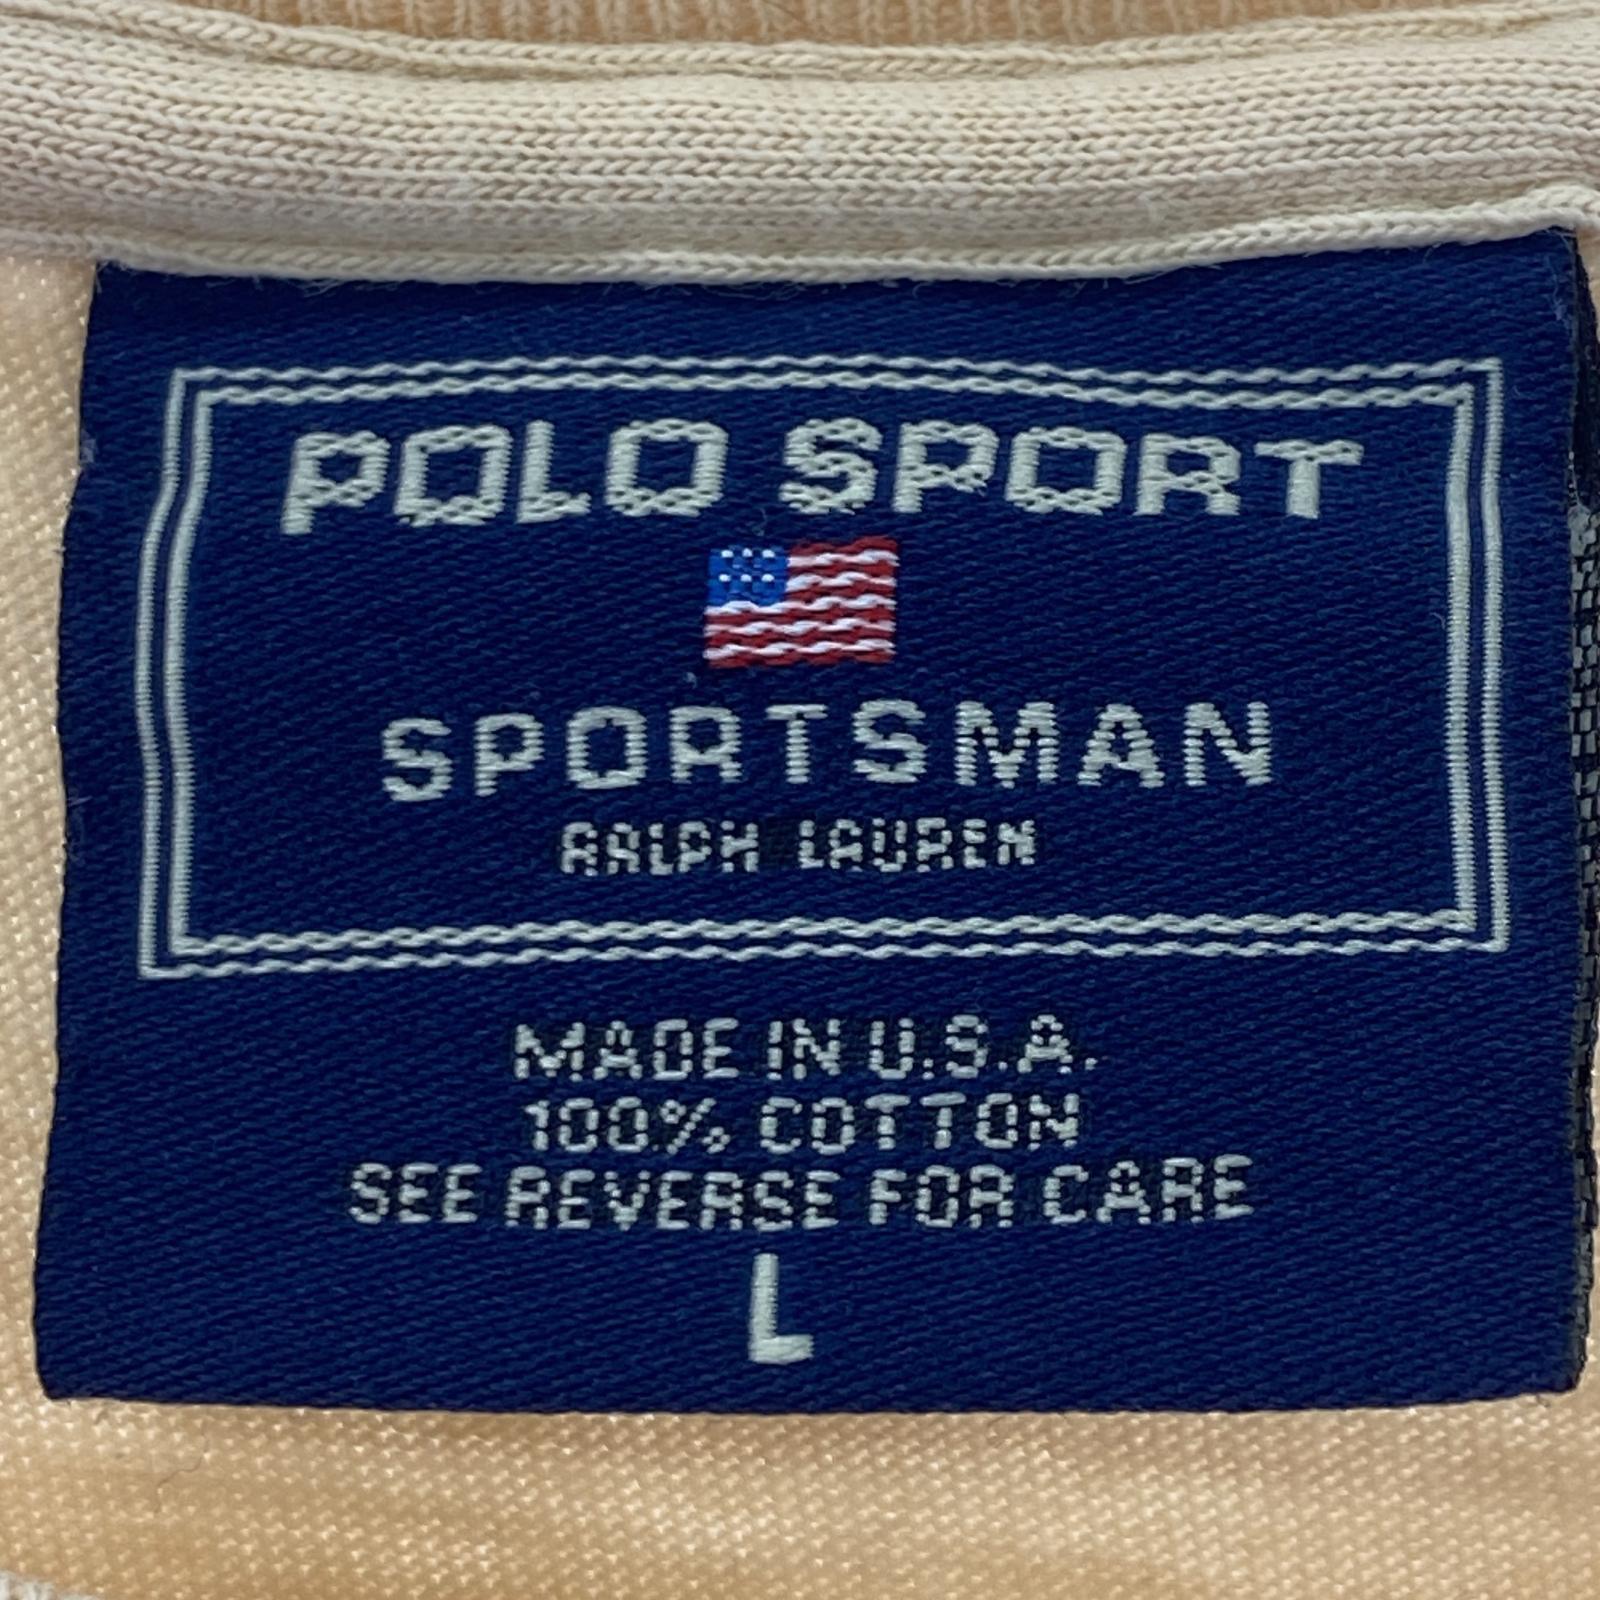 POLO SPORT
SPORTSMAN
RALPH LAUREN
MADE IN U.S.A.
100% COTTON
SEE REVERSE FOR CARE
L